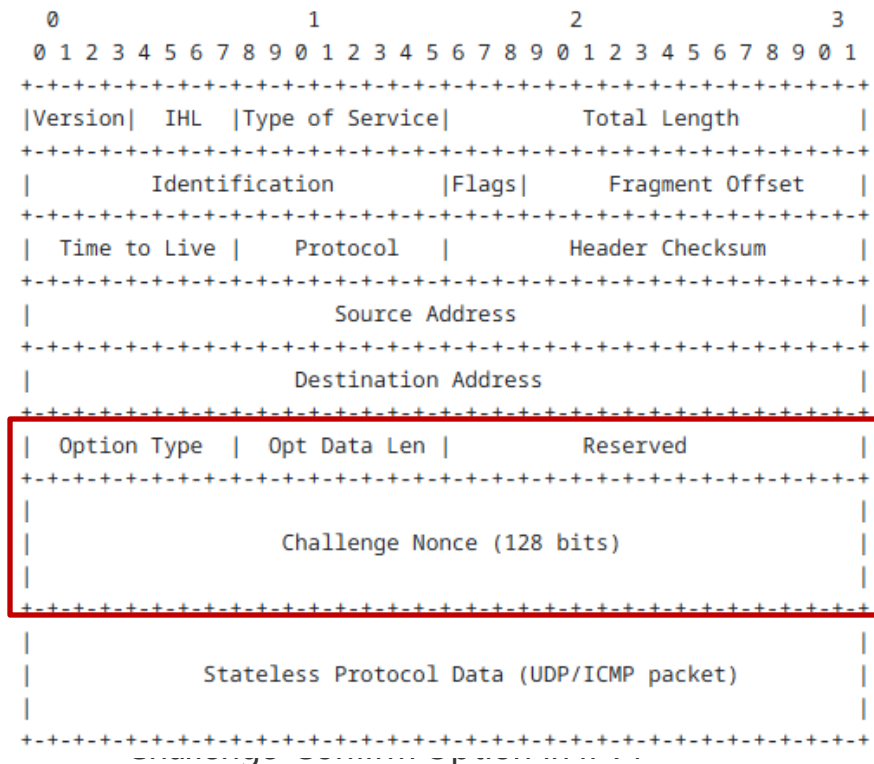 0 1 2 3
0 1 2 3 4 5 6 7 8 9 0 1 2 3 4 5 6 7 8 9 0 1 2 3 4 5 6 7 8 9 0 1
+-+-+-+-+-+-+-+-+-+-+-+-+-+-+-+-+-+-+-+-+-+-+-+-+-+-+-+-+-+-+-+-+
|Version| IHL |Type of Service| Total Length |
+-+-+-+-+-+-+-+-+-+-+-+-+-+-+-+-+-+-+-+-+-+-+-+-+-+-+-+-+-+-+-+-+
| Identification |Flags| Fragment Offset |
+-+-+-+-+-+-+-+-+-+-+-+-+-+-+-+-+-+-+-+-+-+-+-+-+-+-+-+-+-+-+-+-+
| Time to Live | Protocol | Header Checksum |
+-+-+-+-+-+-+-+-+-+-+-+-+-+-+-+-+-+-+-+-+-+-+-+-+-+-+-+-+-+-+-+-+
| Source Address |
+-+-+-+-+-+-+-+-+-+-+-+-+-+-+-+-+-+-+-+-+-+-+-+-+-+-+-+-+-+-+-+-+
| Destination Address |
+-+-+-+-+-+-+-+-+-+-+-+-+-+-+-+-+-+-+-+-+-+-+-+-+-+-+-+-+-+-+-+-+
| Option Type | Opt Data Len | Reserved |
+-+-+-+-+-+-+-+-+-+-+-+-+-+-+-+-+-+-+-+-+-+-+-+-+-+-+-+-+-+-+-+-+
| |
| Challenge Nonce (128 bits) |
| |
+-+-+-+-+-+-+-+-+-+-+-+-+-+-+-+-+-+-+-+-+-+-+-+-+-+-+-+-+-+-+-+-+
| |
| Stateless Protocol Data (UDP/ICMP packet) |
| |
+-+-+-+-+-+-+-+-+-+-+-+-+-+-+-+-+-+-+-+-+-+-+-+-+-+-+-+-+-+-+-+-+